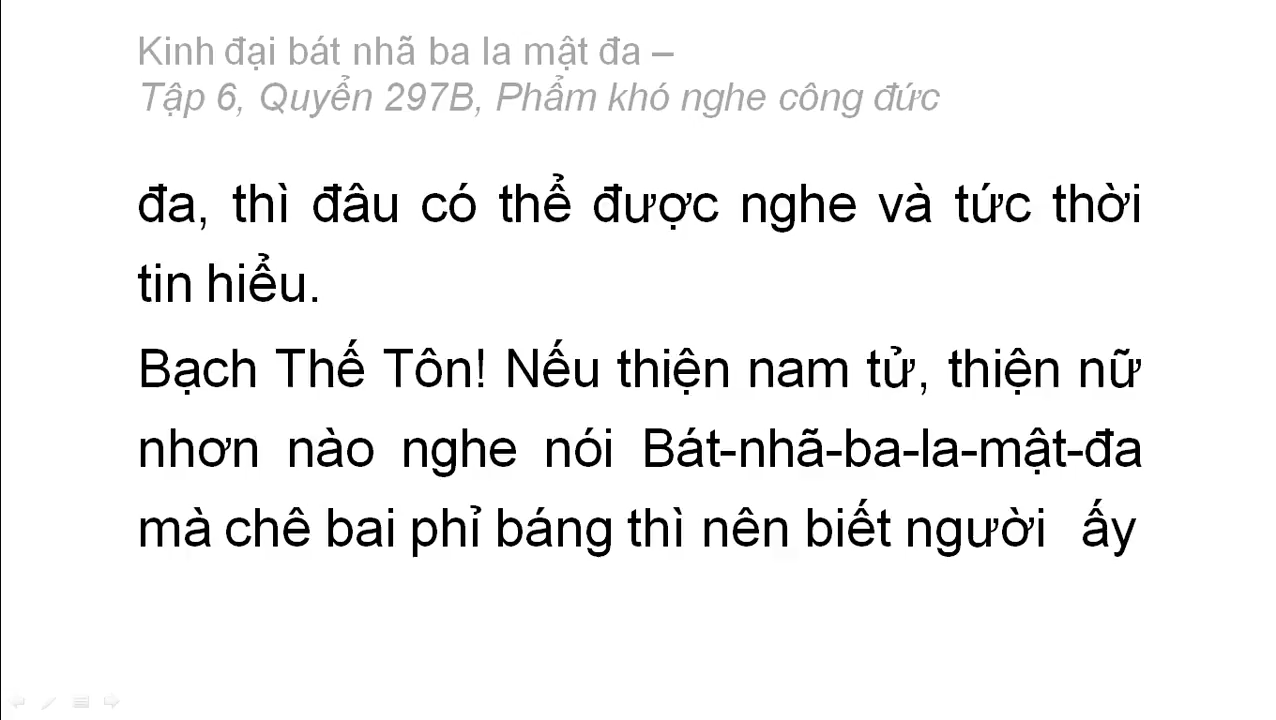 Kinh đại bát nhã ba la mật đa –
Tập 6, Quyển 297B, Phẩm khó nghe công đức
đa, thì đâu có thể được nghe và tức thời
tin hiểu.
Bạch Thế Tôn! Nếu thiện nam tử, thiện nữ
nhơn nào nghe nói Bát-nhã-ba-la-mật-đa
mà chê bai phỉ báng thì nên biết người ấy